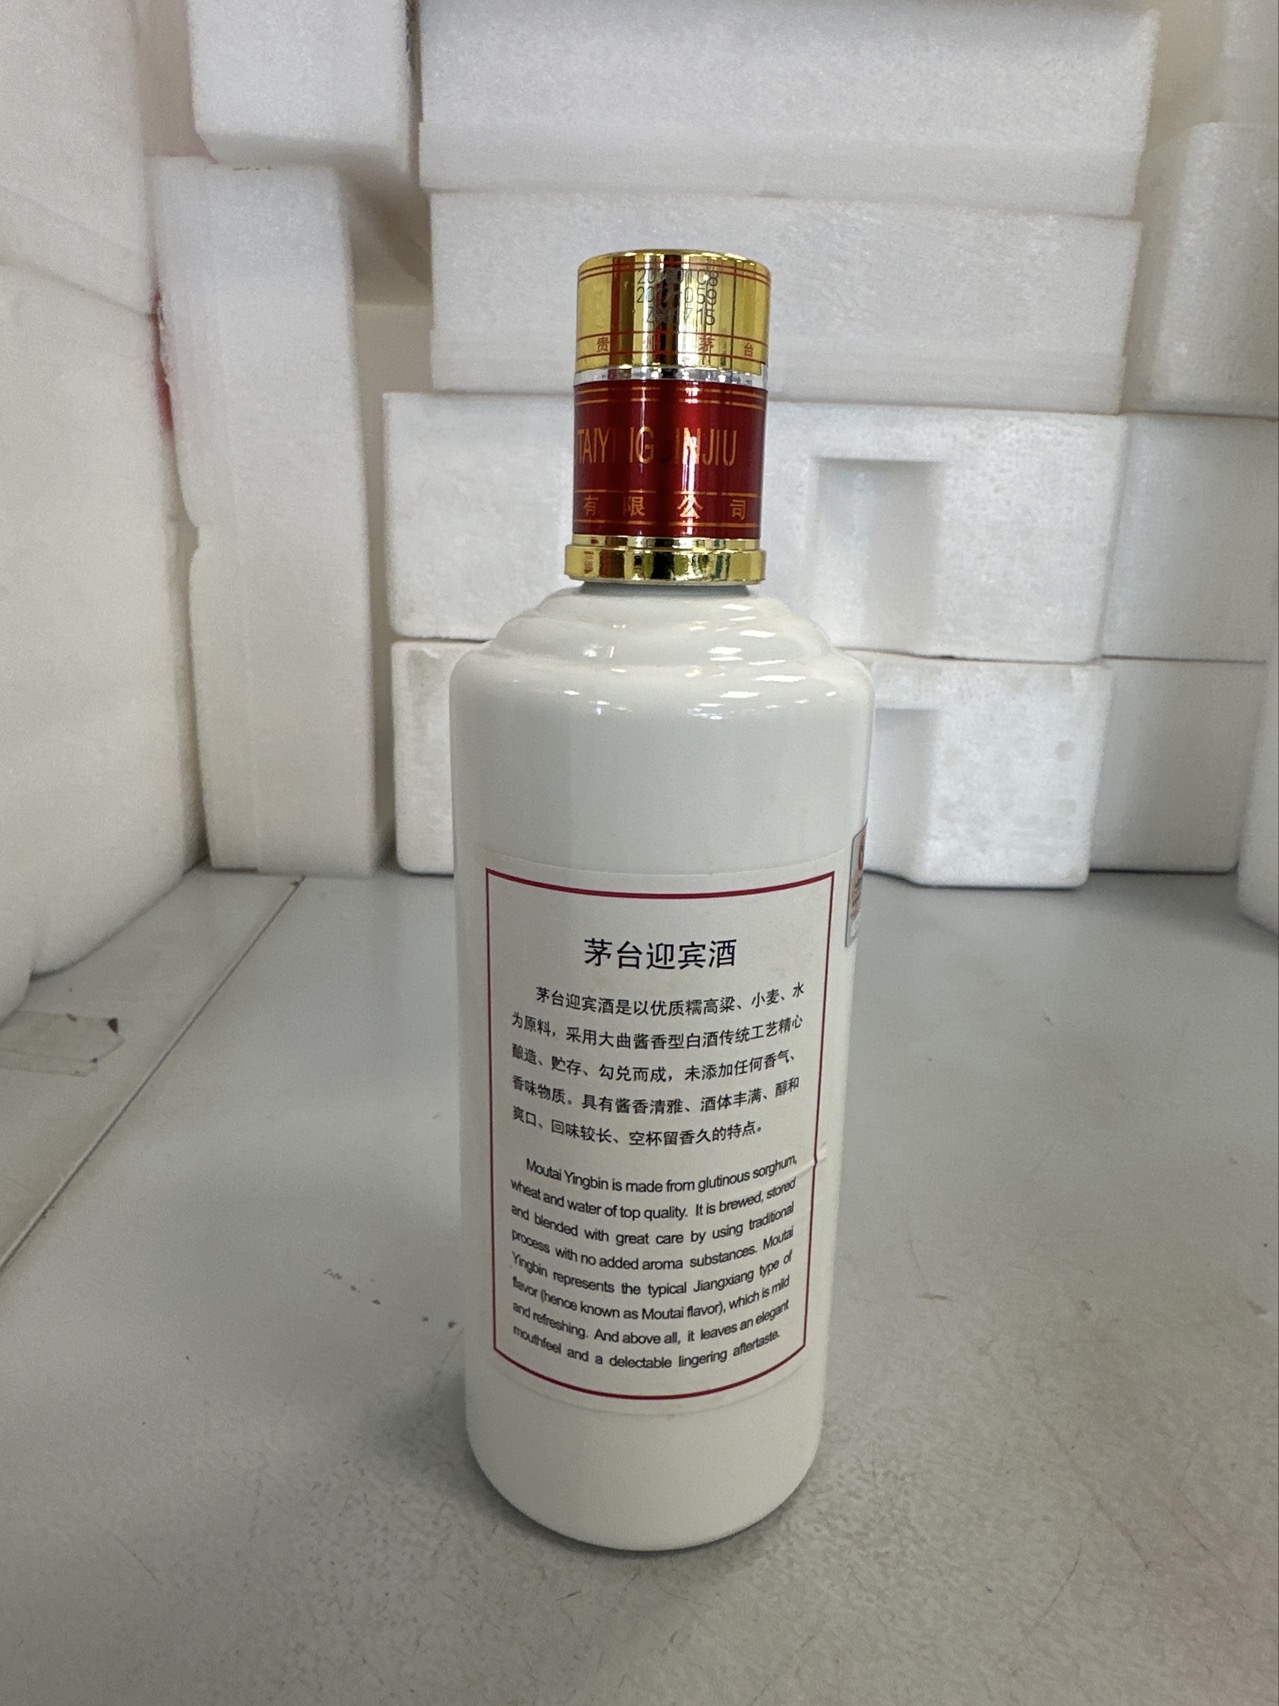 贵 州 茅 台
有 限 公 司
茅台迎宾酒
茅台迎宾酒是以优质糯高粱、小麦、水
为原料，采用大曲酱香型白酒传统工艺精心
酿造、贮存、勾兑而成，未添加任何香气、
香味物质。具有酱香清雅、酒体丰满、醇和
爽口、回味较长、空杯留香久的特点。
Moutai Yingbin is made from glutinous sorghum,
wheat and water of top quality. It is brewed, stored
and blended with great care by using traditional
process with no added aroma substances. Moutai
Yingbin represents the typical Jiangxiang type of
flavor (hence known as Moutai flavor), which is mild
and refreshing. And above all, it leaves an elegant
mouthfeel and a delectable lingering aftertaste.